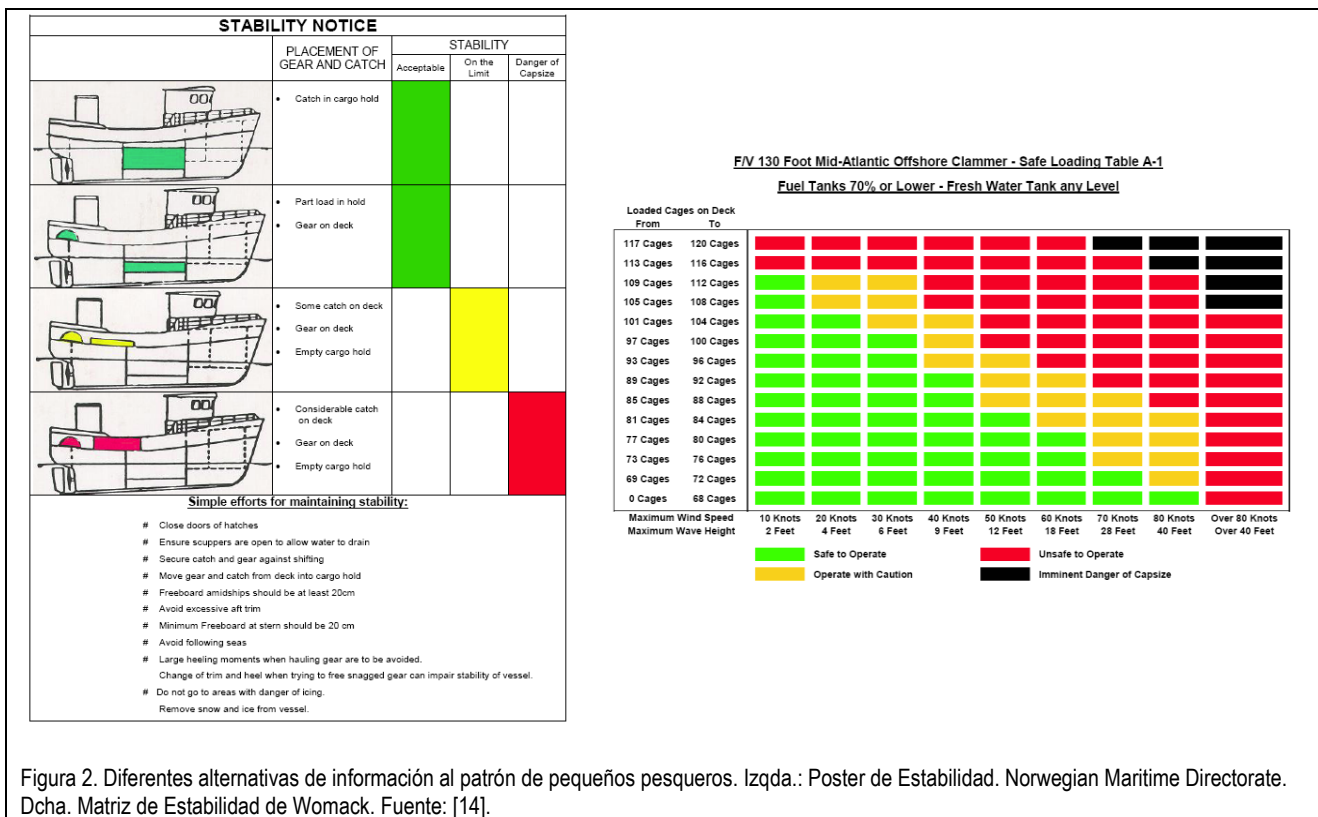 STABILITY NOTICE
PLACEMENT OF
GEAR AND CATCH
STABILITY
Acceptable
On the
Limit
Danger of
Capsize
• Catch in cargo hold
• Part load in hold
• Gear on deck
• Some catch on deck
• Gear on deck
• Empty cargo hold
• Considerable catch
on deck
• Gear on deck
• Empty cargo hold
Simple efforts for maintaining stability:
# Close doors of hatches
# Ensure scuppers are open to allow water to drain
# Secure catch and gear against shifting
# Move gear and catch from deck into cargo hold
# Freeboard amidships should be at least 20cm
# Avoid excessive aft trim
# Minimum Freeboard at stern should be 20 cm
# Avoid following seas
# Large heeling moments when hauling gear are to be avoided.
Change of trim and heel when trying to free snagged gear can impair stability of vessel.
# Do not go to areas with danger of icing.
Remove snow and ice from vessel.
F/V 130 Foot Mid-Atlantic Offshore Clammer - Safe Loading Table A-1
Fuel Tanks 70% or Lower - Fresh Water Tank any Level
Loaded Cages on Deck
From To
117 Cages 120 Cages
113 Cages 116 Cages
109 Cages 112 Cages
105 Cages 108 Cages
101 Cages 104 Cages
97 Cages 100 Cages
93 Cages 96 Cages
89 Cages 92 Cages
85 Cages 88 Cages
81 Cages 84 Cages
77 Cages 80 Cages
73 Cages 76 Cages
69 Cages 72 Cages
0 Cages 68 Cages
Maximum Wind Speed 10 Knots 20 Knots 30 Knots 40 Knots 50 Knots 60 Knots 70 Knots 80 Knots Over 80 Knots
Maximum Wave Height 2 Feet 4 Feet 6 Feet 9 Feet 12 Feet 18 Feet 28 Feet 40 Feet Over 40 Feet
Safe to Operate Unsafe to Operate
Operate with Caution Imminent Danger of Capsize
Figura 2. Diferentes alternativas de información al patrón de pequeños pesqueros. Izqda.: Poster de Estabilidad. Norwegian Maritime Directorate.
Dcha. Matriz de Estabilidad de Womack. Fuente: [14].